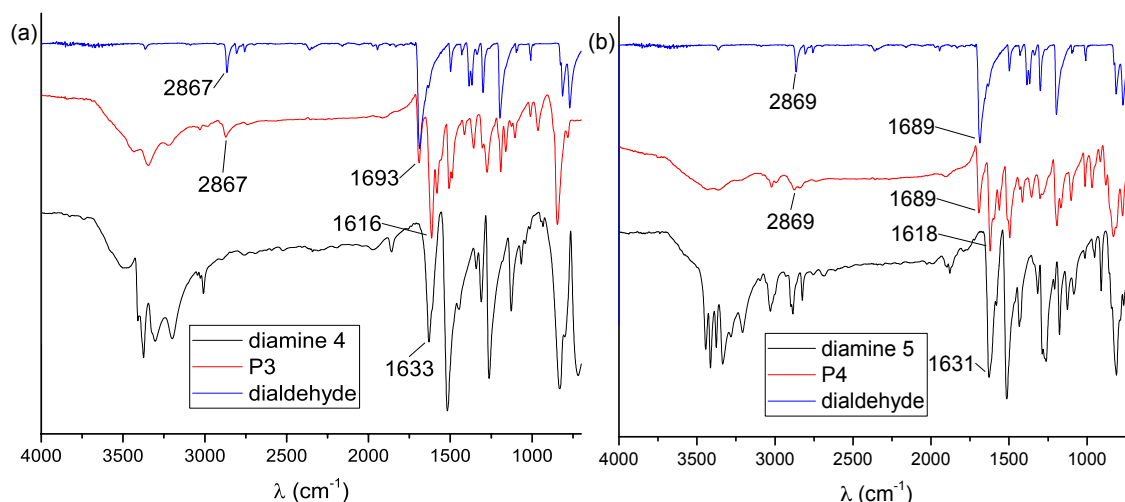 (a)
2867
2867
1693
1616
1633
diamine 4
P3
dialdehyde
4000 3500 3000 2500 2000 1500 1000
λ (cm⁻¹)
(b)
2869
1689
2869
1689
1618
1631
diamine 5
P4
dialdehyde
4000 3500 3000 2500 2000 1500 1000
λ (cm⁻¹)